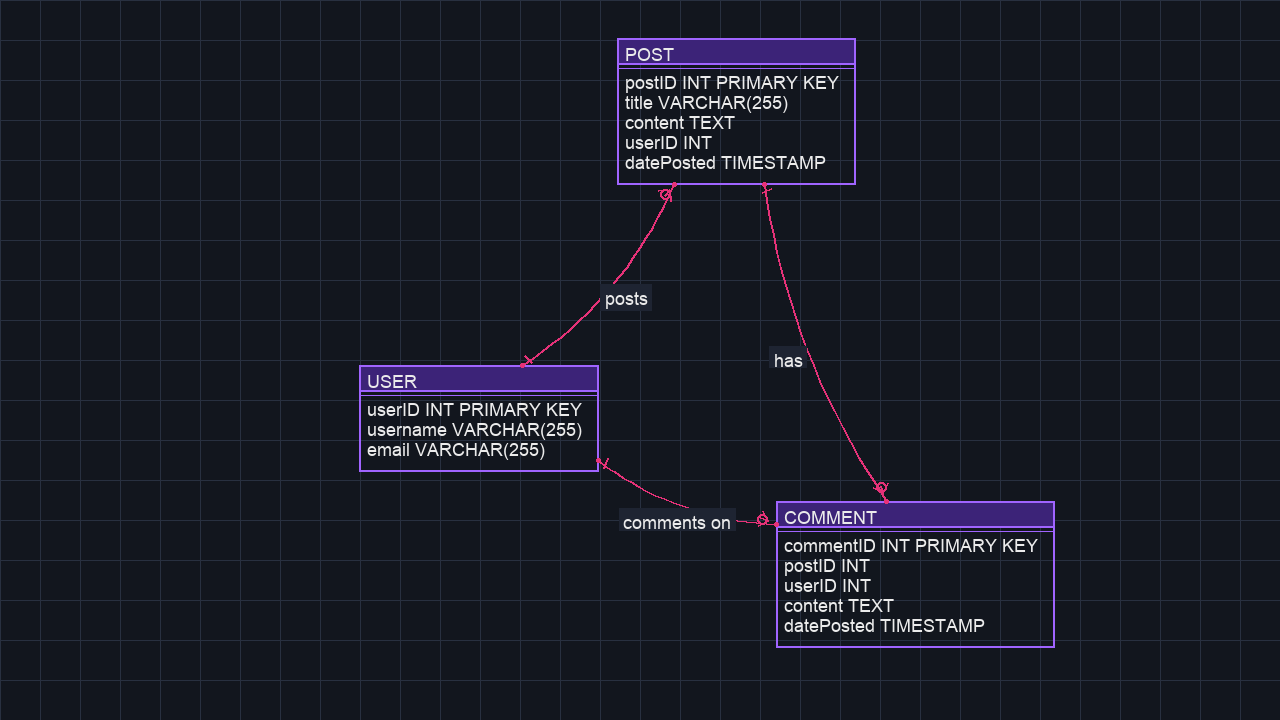 POST
postID INT PRIMARY KEY
title VARCHAR(255)
content TEXT
userID INT
datePosted TIMESTAMP
posts
has
USER
userID INT PRIMARY KEY
username VARCHAR(255)
email VARCHAR(255)
comments on
COMMENT
commentID INT PRIMARY KEY
postID INT
userID INT
content TEXT
datePosted TIMESTAMP